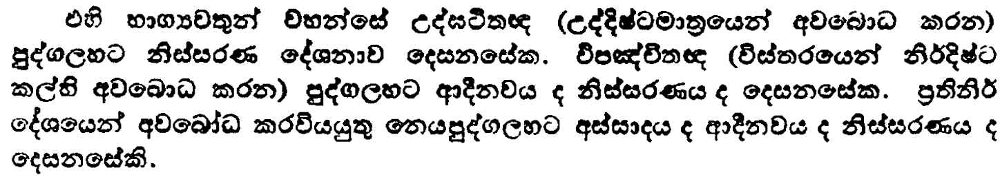 එහි භාග්‍යවතුන් වහන්සේ උද්ඝටිතඥ (උද්දිෂ්ටමාත්‍රයෙන් අවබොධ කරන)
පුද්ගලහට නිස්සරණ දේශනාව දෙසනසේක. විපඤ්චිතඥ (විස්තරයෙන් නිර්දිෂ්ට
කල්හි අවබොධ කරන) පුද්ගලහට ආදීනවය ද නිස්සරණය ද දෙසනසේක. ප්‍රතිනිර්
දේශයෙන් අවබෝධ කරවියයුතු නෙයපුද්ගලහට අස්සාදය ද ආදීනවය ද නිස්සරණය ද
දෙසනසේකි.